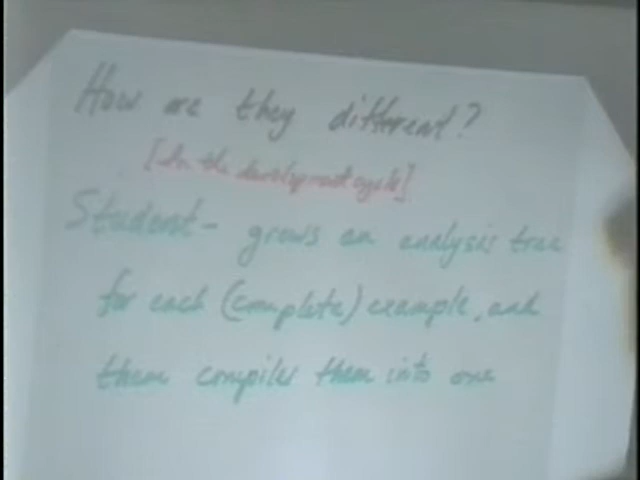 How are they different?
[In the development cycle]
Student - grows an analysis tree
for each (complete) example, and
them compiles them into one